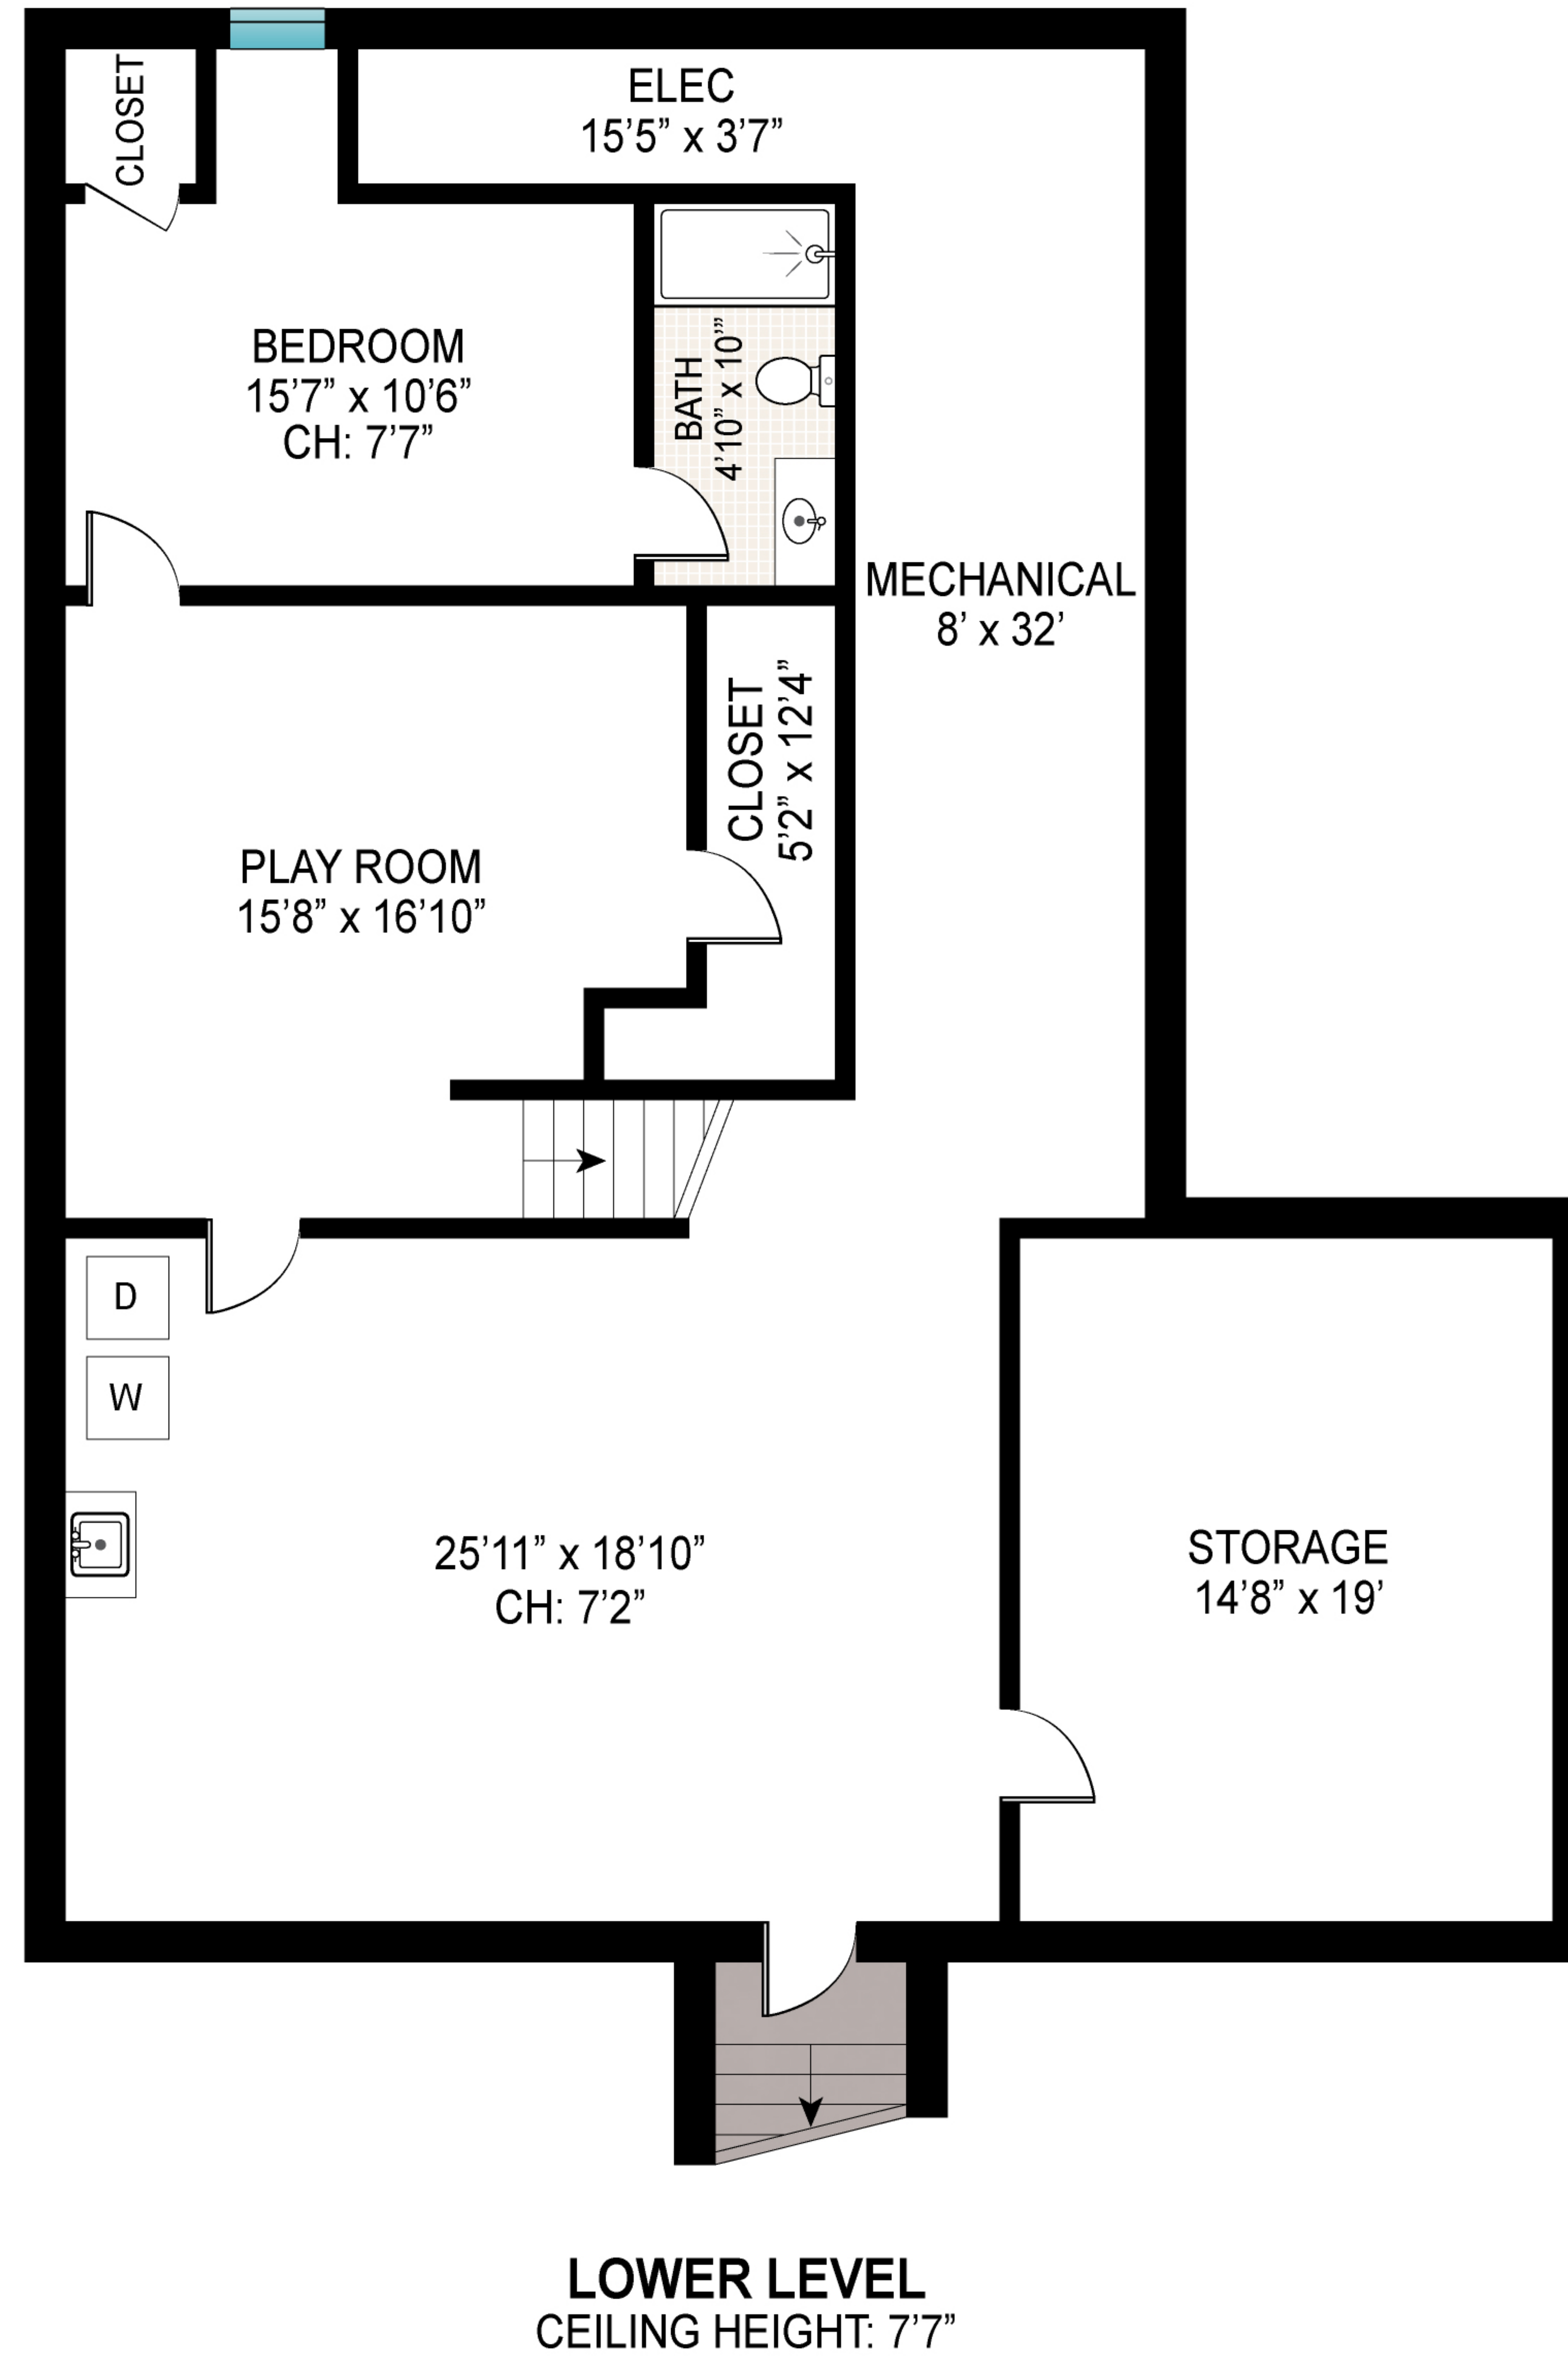 CLOSET
ELEC
15’5” x 3’7”
BEDROOM
15’7” x 10’6”
CH: 7’7”
BATH
4’10” x 10’”
MECHANICAL
8’ x 32’
CLOSET
5’2” x 12’4”
PLAY ROOM
15’8” x 16’10”
D
W
25’11” x 18’10”
CH: 7’2”
STORAGE
14’8” x 19’
LOWER LEVEL
CEILING HEIGHT: 7’7”